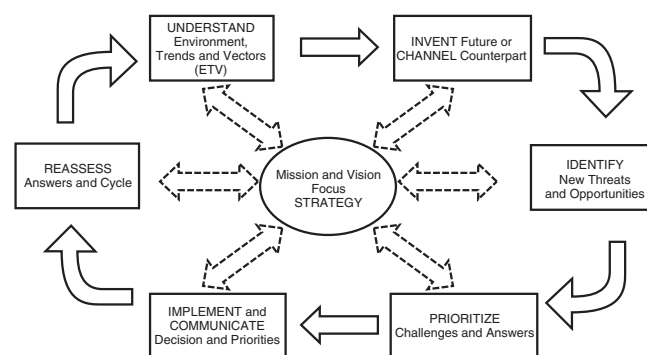 UNDERSTAND
Environment,
Trends and Vectors
(ETV)
INVENT Future or
CHANNEL Counterpart
REASSESS
Answers and Cycle
Mission and Vision
Focus
STRATEGY
IDENTIFY
New Threats
and Opportunities
IMPLEMENT and
COMMUNICATE
Decision and Priorities
PRIORITIZE
Challenges and Answers